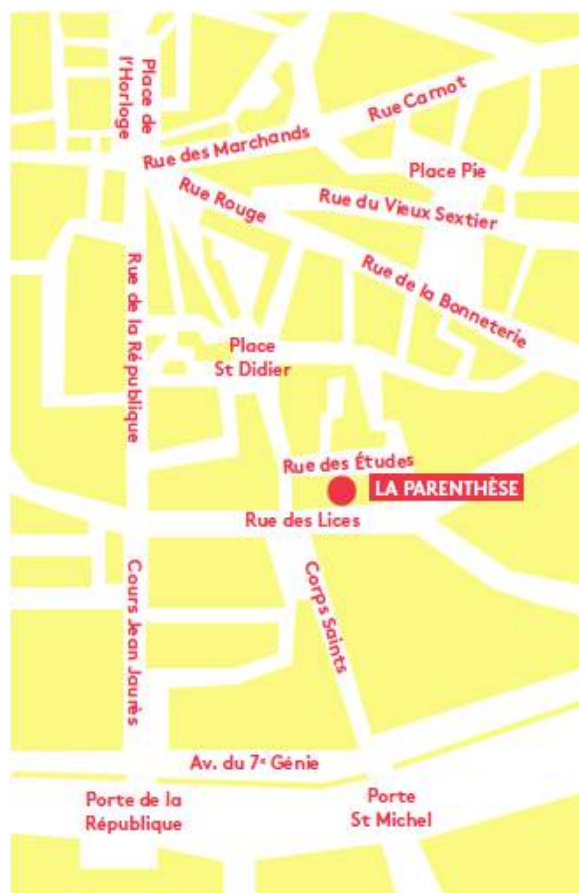 Place de
l'Horloge
Rue Carnot
Rue des Marchands
Place Pie
Rue Rouge
Rue du Vieux Sextier
Rue de la Bonneterie
Rue de la République
Place
St Didier
Rue des Études
LA PARENTHÈSE
Rue des Lices
Corps Saints
Cours Jean Jaurès
Av. du 7e Génie
Porte de la
République
Porte
St Michel